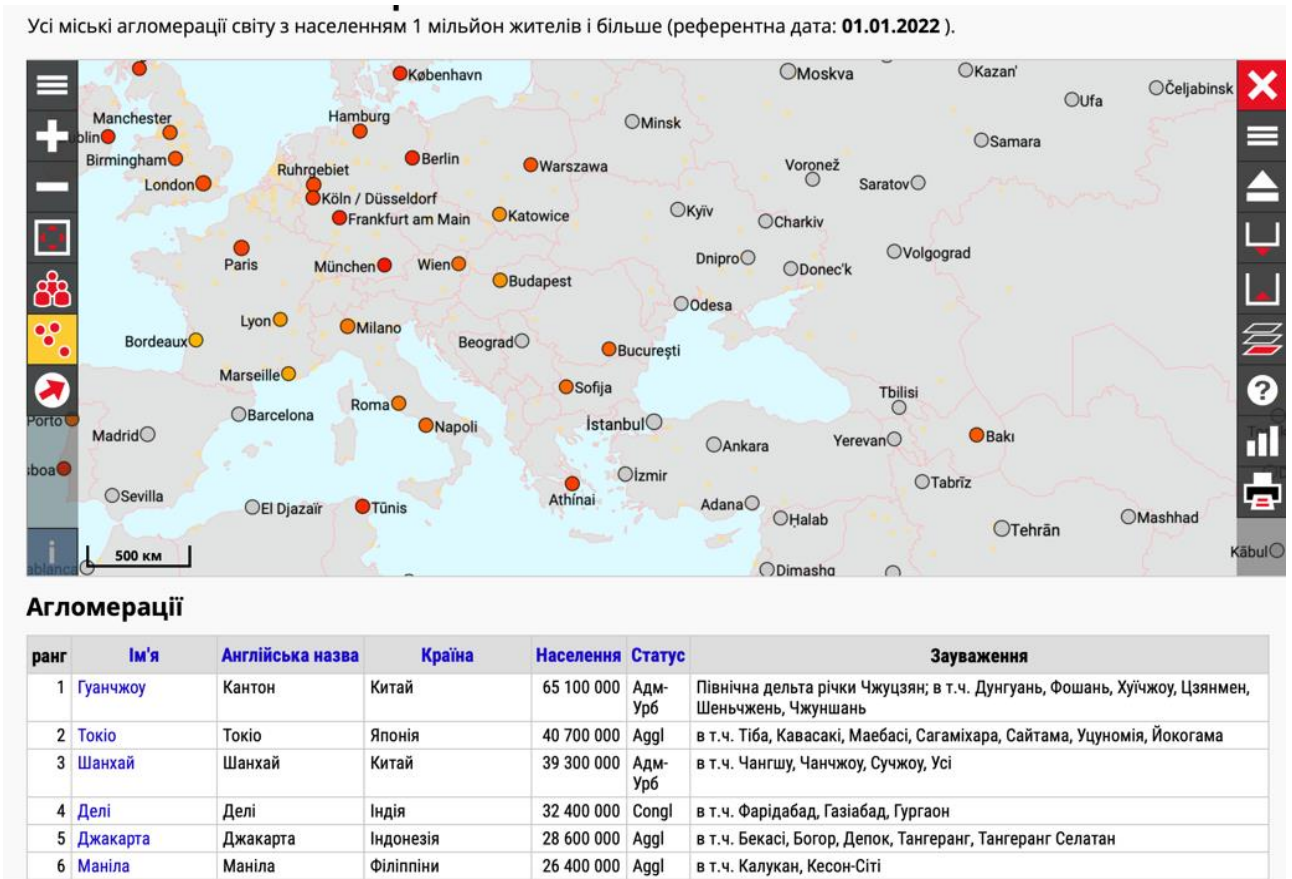 Усі міські агломерації світу з населенням 1 мільйон жителів і більше (референтна дата: 01.01.2022 ).
København
Moskva
Kazan'
Čeljabinsk
Ufa
Manchester
Hamburg
Minsk
Samara
blin
Birmingham
Berlin
Warszawa
Voronež
Ruhrgebiet
London
Saratov
Köln / Düsseldorf
Katowice
Kyïv
Frankfurt am Main
Charkiv
Volgograd
Paris
München
Wien
Dnipro
Donec'k
Budapest
Odesa
Lyon
Milano
Bordeaux
Beograd
București
Marseille
Sofija
Tbilisi
Roma
Barcelona
Porto
Napoli
İstanbul
Madrid
Ankara
Yerevan
Bakı
boa
İzmir
Tabrīz
Sevilla
El Djazaïr
Tūnis
Athínai
Adana
Ḥalab
Mashhad
Tehrān
500 км
Kābul
ablanca
Dimashq
Агломерації
ранг Ім'я Англійська назва Країна Населення Статус Зауваження
1 Гуанчжоу Кантон Китай 65 100 000 Адм- Північна дельта річки Чжуцзян; в т.ч. Дунгуань, Фошань, Хуїчжоу, Цзянмен,
Урб Шеньчжень, Чжуншань
2 Токіо Токіо Японія 40 700 000 Aggl в т.ч. Тіба, Кавасакі, Маебасі, Сагаміхара, Сайтама, Уцуномія, Йокогама
3 Шанхай Шанхай Китай 39 300 000 Адм- в т.ч. Чангшу, Чанчжоу, Сучжоу, Усі
Урб
4 Делі Делі Індія 32 400 000 Congl в т.ч. Фарідабад, Газіабад, Гургаон
5 Джакарта Джакарта Індонезія 28 600 000 Aggl в т.ч. Бекасі, Богор, Депок, Тангеранг, Тангеранг Селатан
6 Маніла Маніла Філіппіни 26 400 000 Aggl в т.ч. Калукан, Кесон-Сіті